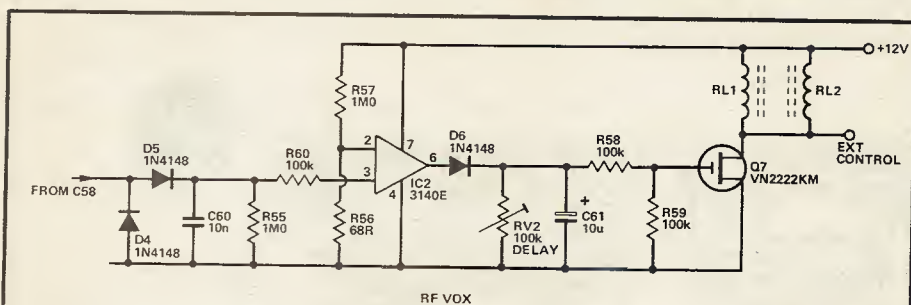 +12V
R57
1M0
RL1
RL2
D5
1N4148
R60
100k
2
7
3
6
4
IC2
3140E
D6
1N4148
R58
100k
EXT
CONTROL
Q7
VN2222KM
FROM C58
D4
1N4148
C60
10n
R55
1M0
R56
68R
RV2
100k
DELAY
+
C61
10u
R59
100k
RF VOX